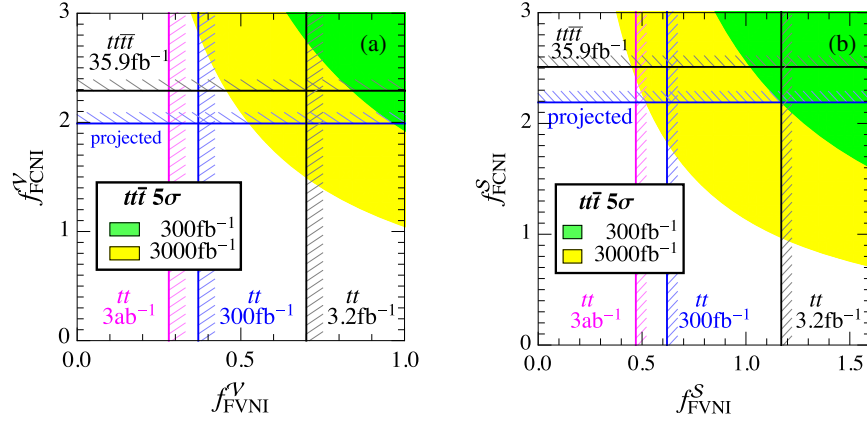 3
2
1
0
f^𝒱_FCNI
tt t̄t̄
35.9fb⁻¹
(a)
projected
tt t̄ 5σ
300fb⁻¹
3000fb⁻¹
tt
3ab⁻¹
tt
300fb⁻¹
tt
3.2fb⁻¹
0.0 0.5 1.0
f^𝒱_FVNI
3
2
1
0
f^𝒮_FCNI
tt t̄t̄
35.9fb⁻¹
(b)
projected
tt t̄ 5σ
300fb⁻¹
3000fb⁻¹
tt
3ab⁻¹
tt
300fb⁻¹
tt
3.2fb⁻¹
0.0 0.5 1.0 1.5
f^𝒮_FVNI